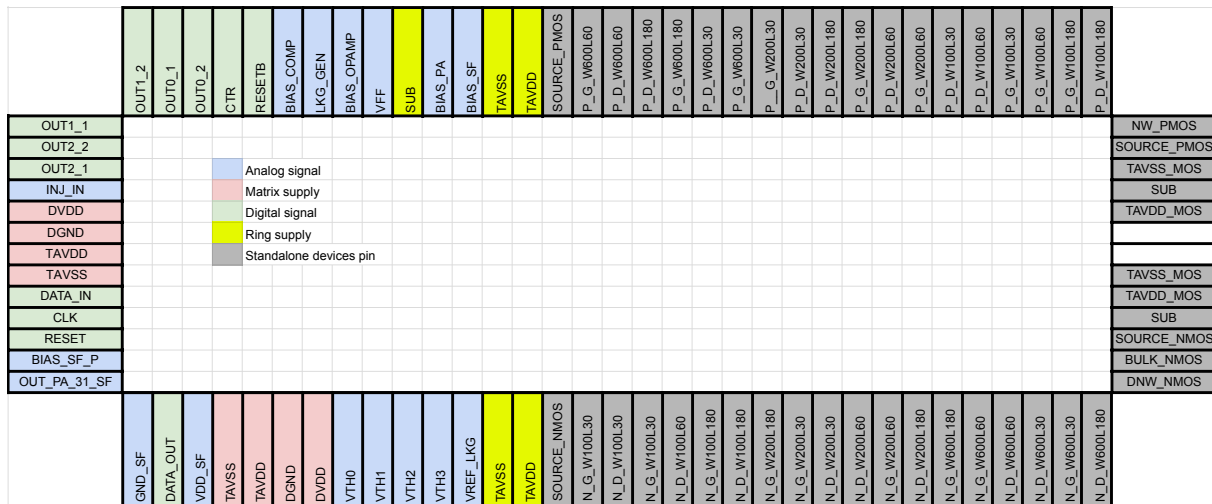 OUT1_2
OUT0_1
OUT0_2
CTR
RESETB
BIAS_COMP
LKG_GEN
BIAS_OPAMP
VFF
SUB
BIAS_PA
BIAS_SF
TAVSS
TAVDD
SOURCE_PMOS
P_G_W600L60
P_D_W600L60
P_D_W600L180
P_G_W600L180
P_D_W600L30
P_G_W600L30
P__G_W200L30
P_D_W200L30
P_D_W200L180
P_G_W200L180
P_G_W200L60
P_D_W200L60
P_D_W100L30
P_D_W100L60
P_G_W100L30
P_G_W100L60
P_G_W100L180
P_D_W100L180
OUT1_1
OUT2_2
OUT2_1
INJ_IN
DVDD
DGND
TAVDD
TAVSS
DATA_IN
CLK
RESET
BIAS_SF_P
OUT_PA_31_SF
Analog signal
Matrix supply
Digital signal
Ring supply
Standalone devices pin
NW_PMOS
SOURCE_PMOS
TAVSS_MOS
SUB
TAVDD_MOS
TAVSS_MOS
TAVDD_MOS
SUB
SOURCE_NMOS
BULK_NMOS
DNW_NMOS
GND_SF
DATA_OUT
VDD_SF
TAVSS
TAVDD
DGND
DVDD
VTH0
VTH1
VTH2
VTH3
VREF_LKG
TAVSS
TAVDD
SOURCE_NMOS
N_G_W100L30
N_D_W100L30
N_G_W100L60
N_D_W100L60
N_G_W100L180
N_D_W100L180
N_G_W200L30
N_D_W200L30
N_G_W200L60
N_D_W200L60
N_G_W200L180
N_D_W200L180
N_G_W600L60
N_D_W600L60
N_G_W600L30
N_D_W600L30
N_G_W600L180
N_D_W600L180